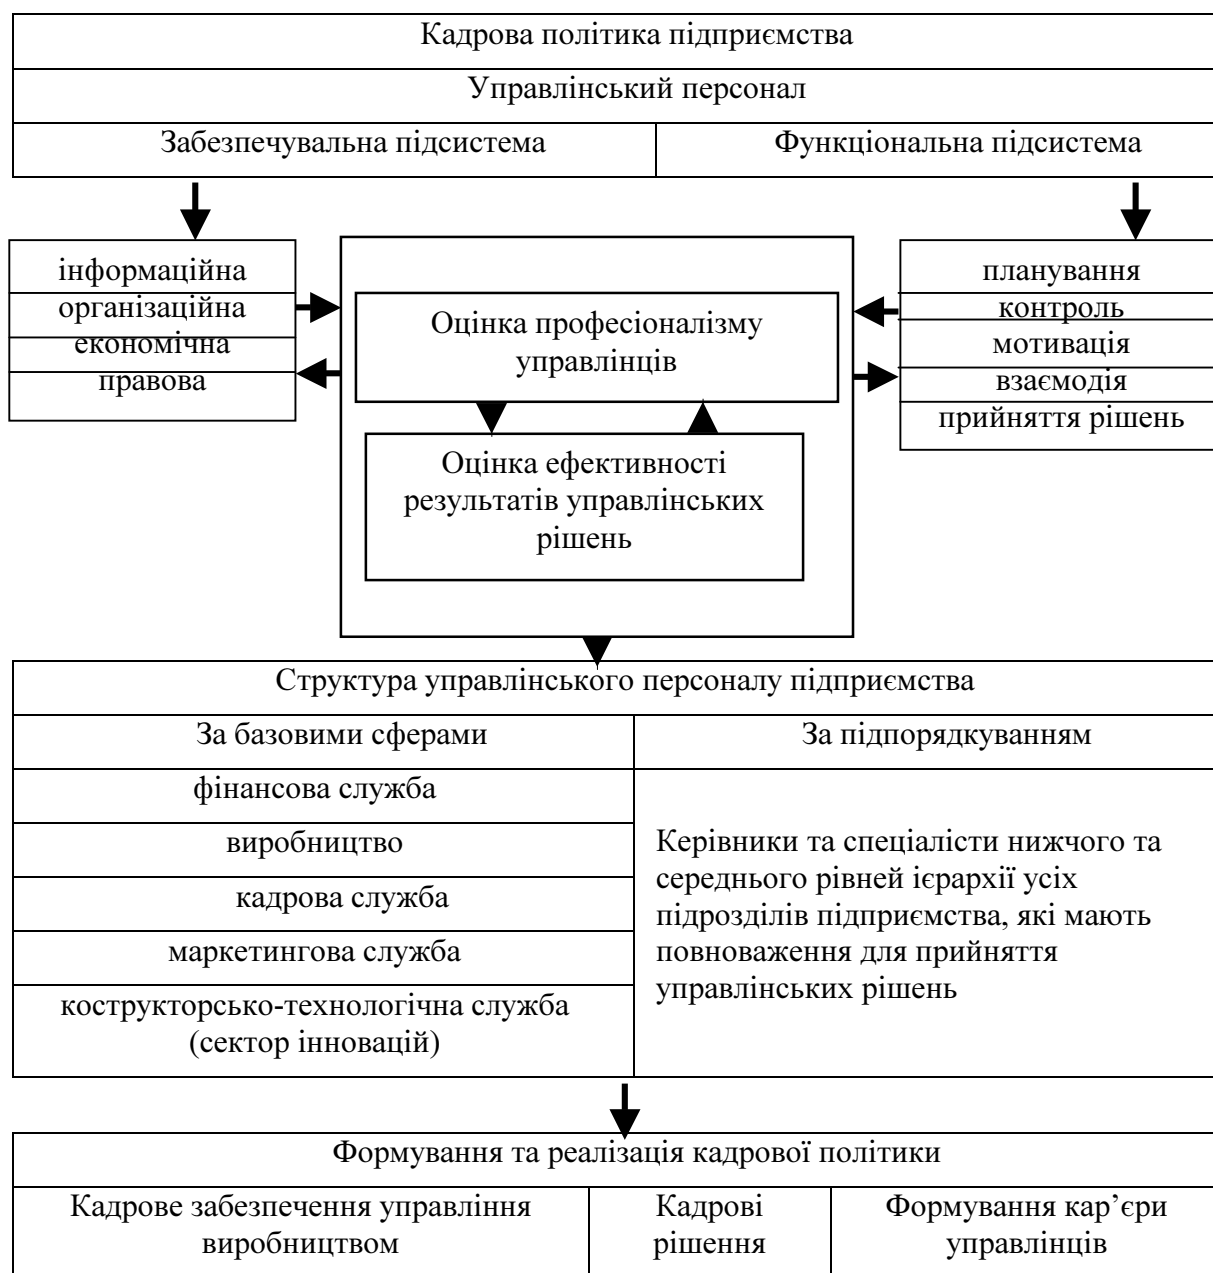 Кадрова політика підприємства
Управлінський персонал
Забезпечувальна підсистема
Функціональна підсистема
інформаційна
організаційна
економічна
правова
Оцінка професіоналізму
управлінців
Оцінка ефективності
результатів управлінських
рішень
планування
контроль
мотивація
взаємодія
прийняття рішень
Структура управлінського персоналу підприємства
За базовими сферами
За підпорядкуванням
фінансова служба
виробництво
кадрова служба
маркетингова служба
кострукторсько-технологічна служба
(сектор інновацій)
Керівники та спеціалісти нижчого та
середнього рівней ієрархії усіх
підрозділів підприємства, які мають
повноваження для прийняття
управлінських рішень
Формування та реалізація кадрової політики
Кадрове забезпечення управління
виробництвом
Кадрові
рішення
Формування кар’єри
управлінців